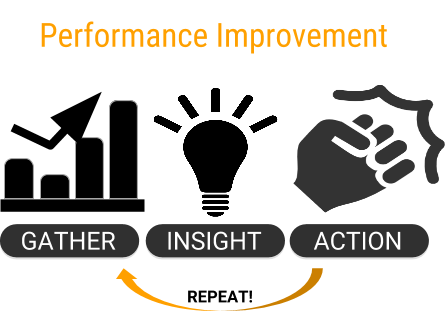 Performance Improvement
GATHER
INSIGHT
ACTION
REPEAT!